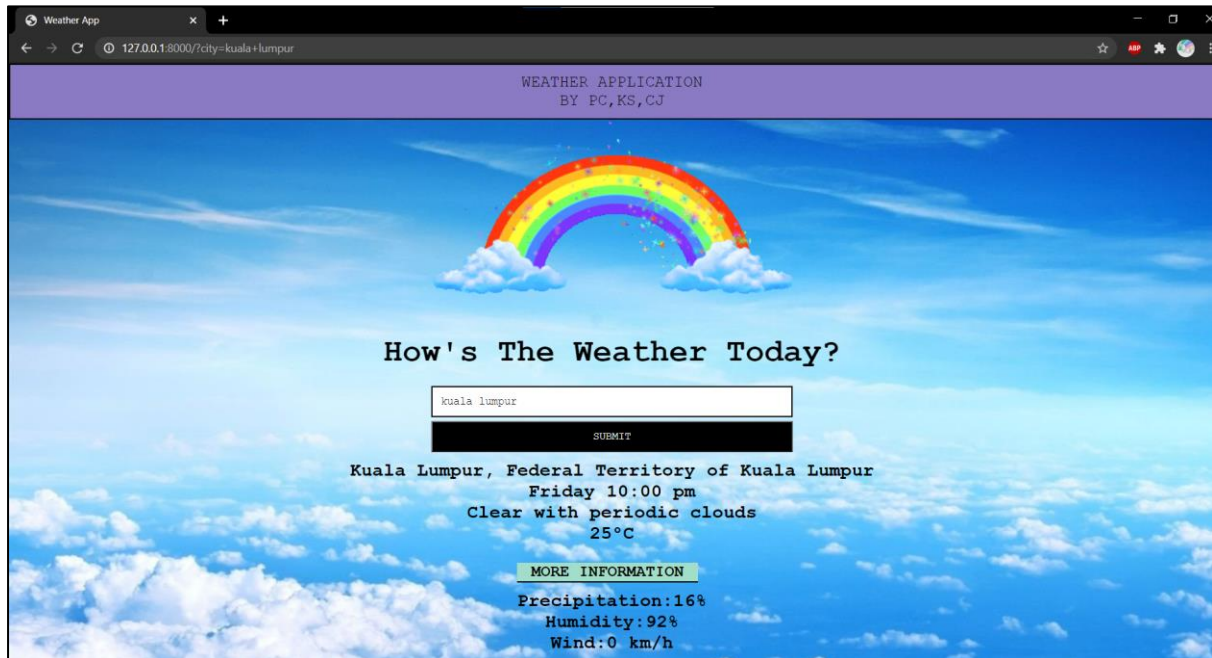 Weather App
127.0.0.1:8000/?city=kuala+lumpur
ABP
WEATHER APPLICATION
BY PC,KS,CJ
How's The Weather Today?
kuala lumpur
SUBMIT
Kuala Lumpur, Federal Territory of Kuala Lumpur
Friday 10:00 pm
Clear with periodic clouds
25°C
MORE INFORMATION
Precipitation:16%
Humidity:92%
Wind:0 km/h